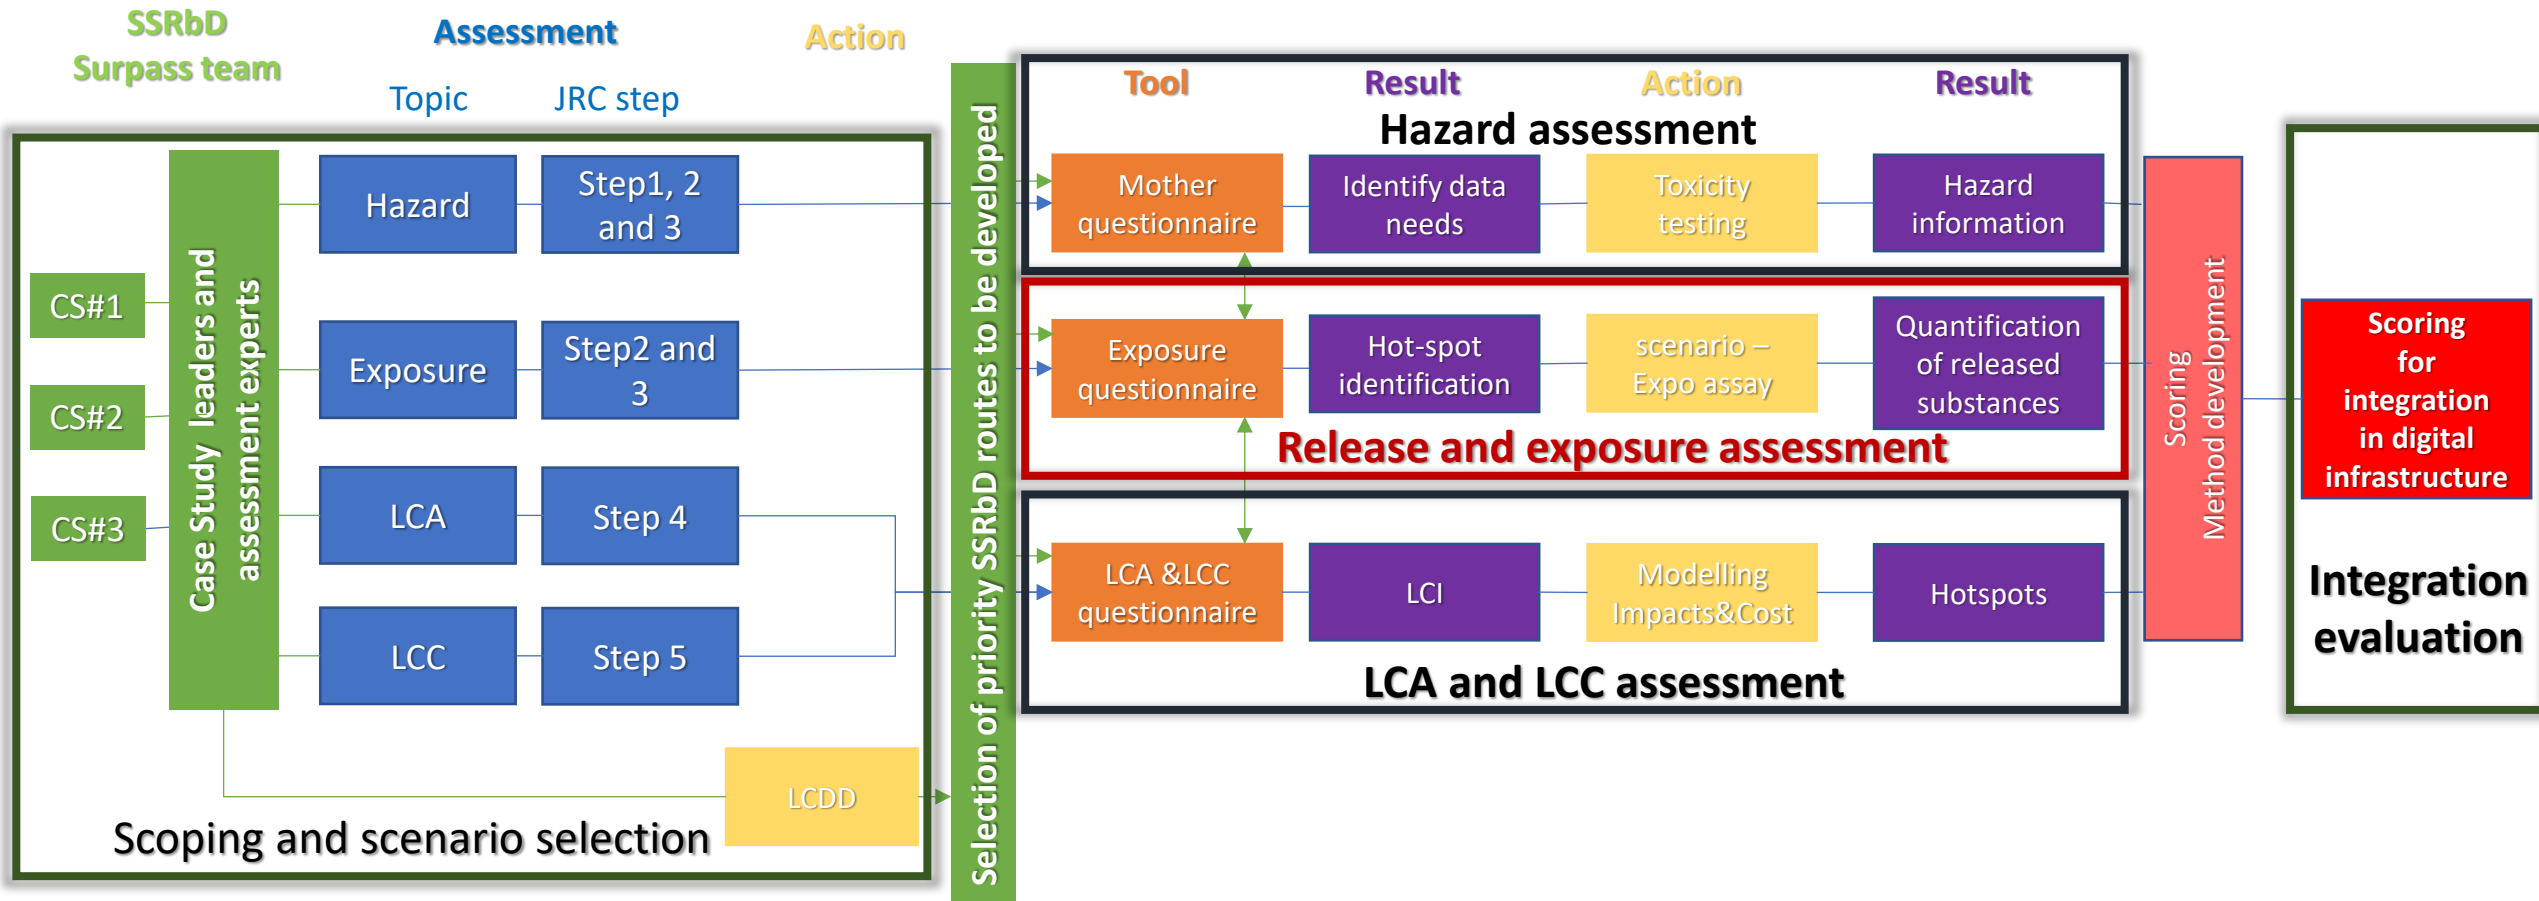 SSRbD
Surpass team
Assessment
Action
Topic
JRC step
CS#1
CS#2
CS#3
Case Study leaders and
assessment experts
Hazard
Step1, 2
and 3
Exposure
Step2 and
3
LCA
Step 4
LCC
Step 5
LCDD
Scoping and scenario selection
Selection of priority SSRbD routes to be developed
Tool
Result
Action
Result
Hazard assessment
Mother
questionnaire
Identify data
needs
Toxicity
testing
Hazard
information
Exposure
questionnaire
Hot-spot
identification
scenario –
Expo assay
Quantification
of released
substances
Release and exposure assessment
LCA &LCC
questionnaire
LCI
Modelling
Impacts&Cost
Hotspots
LCA and LCC assessment
Scoring
Method development
Scoring
for
integration
in digital
infrastructure
Integration
evaluation